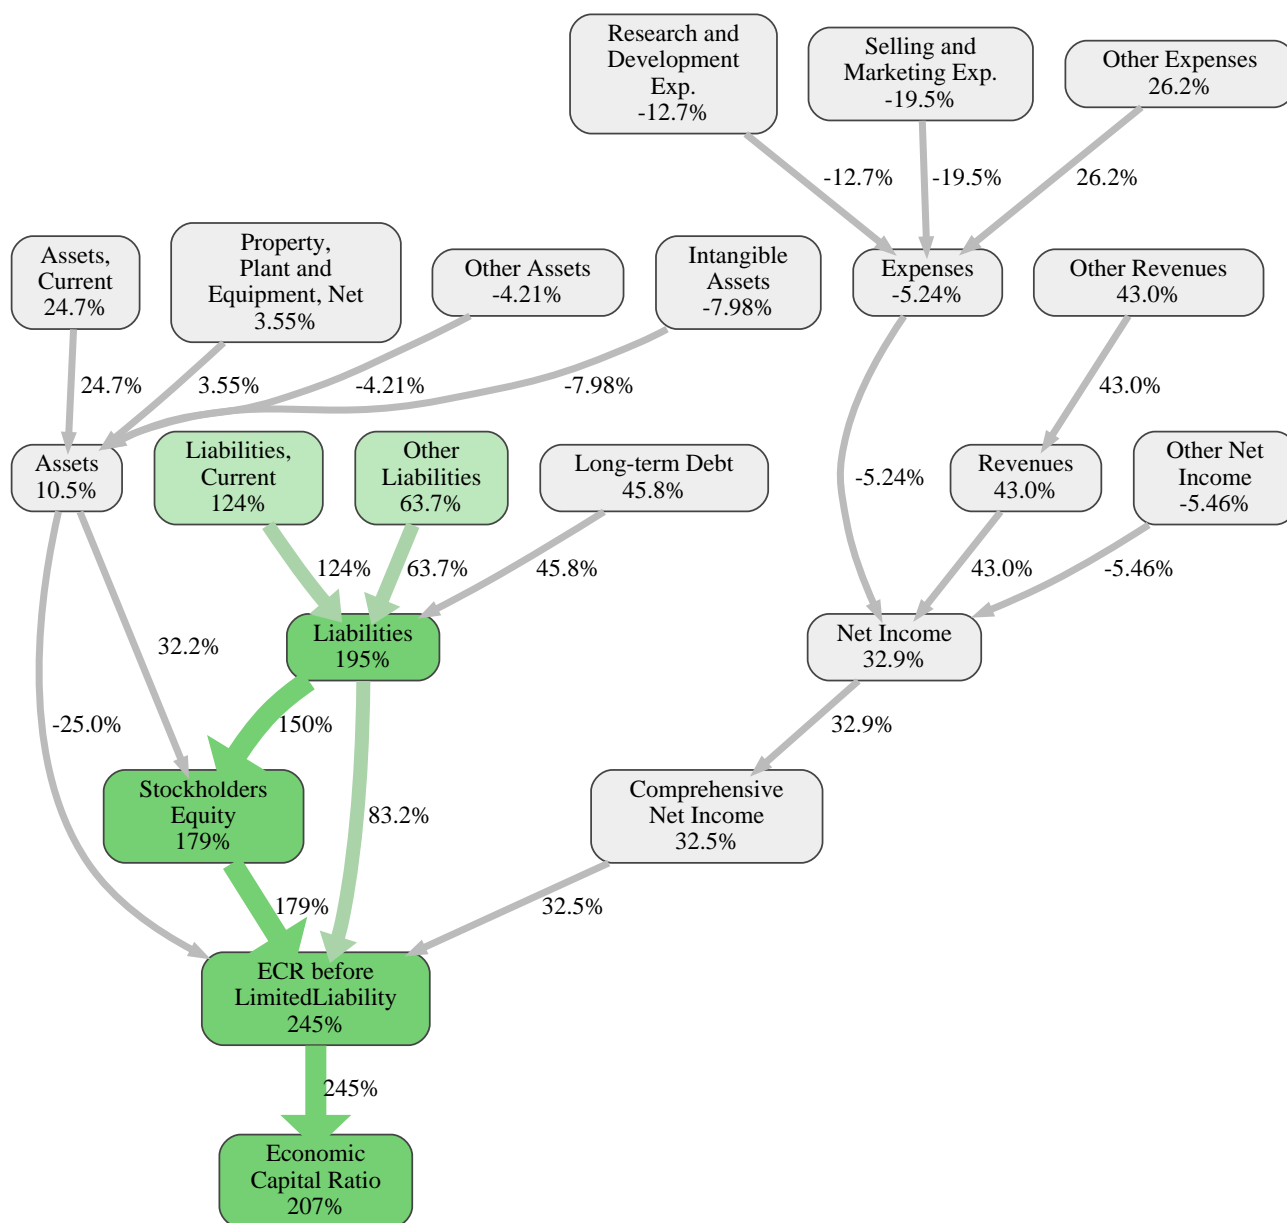 Research and
Development
Exp.
-12.7%
Selling and
Marketing Exp.
-19.5%
Other Expenses
26.2%
-12.7%
-19.5%
26.2%
Assets,
Current
24.7%
Property,
Plant and
Equipment, Net
3.55%
Other Assets
-4.21%
Intangible
Assets
-7.98%
Expenses
-5.24%
Other Revenues
43.0%
24.7%
3.55%
-4.21%
-7.98%
43.0%
Assets
10.5%
Liabilities,
Current
124%
Other
Liabilities
63.7%
Long-term Debt
45.8%
-5.24%
Revenues
43.0%
Other Net
Income
-5.46%
124%
63.7%
45.8%
43.0%
-5.46%
Liabilities
195%
Net Income
32.9%
32.2%
-25.0%
150%
32.9%
Stockholders
Equity
179%
83.2%
Comprehensive
Net Income
32.5%
179%
32.5%
ECR before
LimitedLiability
245%
245%
Economic
Capital Ratio
207%